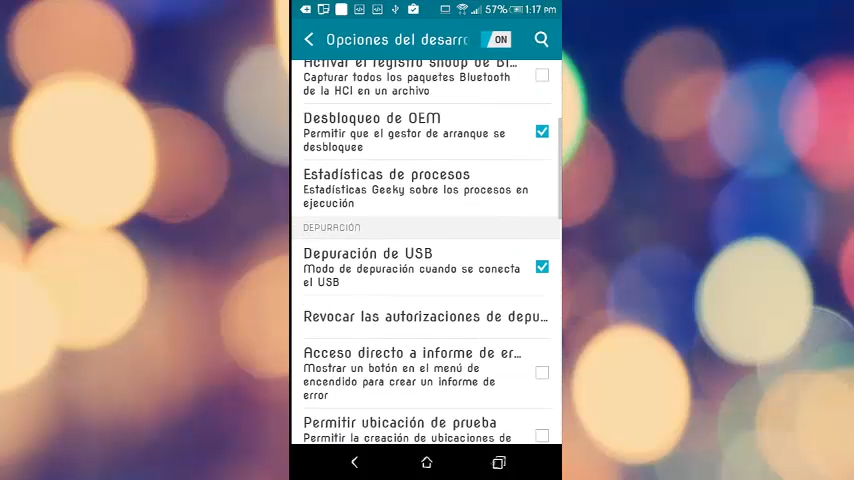 57% 1:17 PM
Opciones del desarro
ON
Activar el registro snoop de Bl...
Capturar todos los paquetes Bluetooth
de la HCI en un archivo
Desbloqueo de OEM
Permitir que el gestor de arranque se
desbloquee
Estadísticas de procesos
Estadísticas Geeky sobre los procesos en
ejecución
DEPURACIÓN
Depuración de USB
Modo de depuración cuando se conecta
el USB
Revocar las autorizaciones de depu...
Acceso directo a informe de er...
Mostrar un botón en el menú de
encendido para crear un informe de
error
Permitir ubicación de prueba
Permitir la creación de ubicaciones de